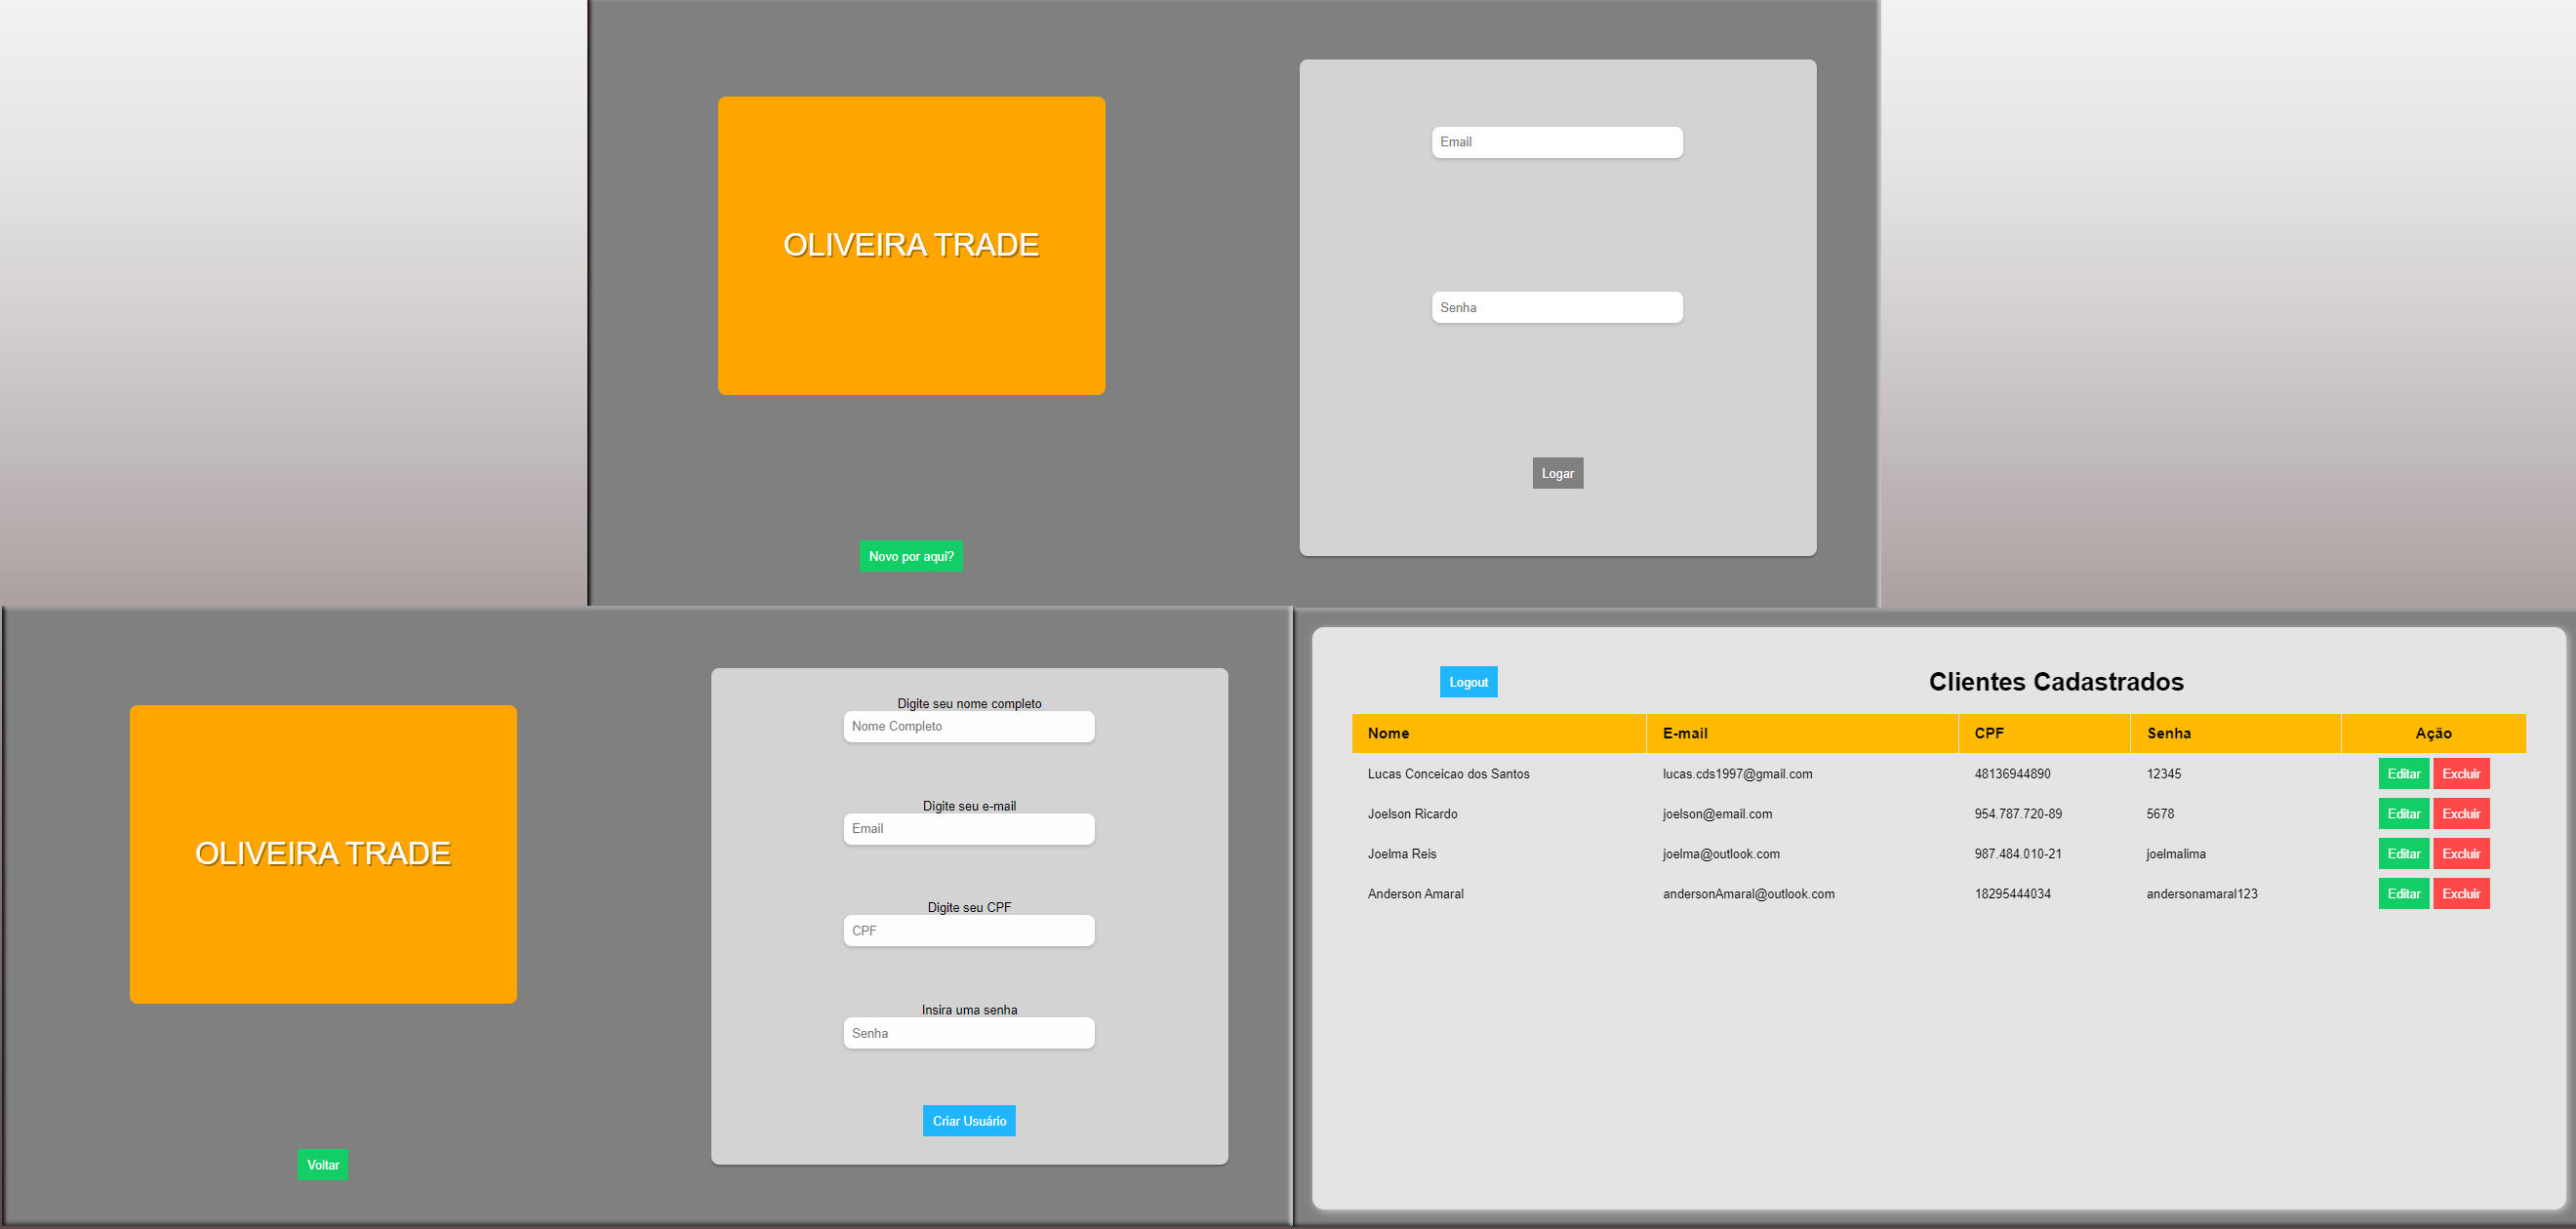 OLIVEIRA TRADE
Novo por aqui?
Email
Senha
Logar
OLIVEIRA TRADE
Voltar
Digite seu nome completo
Nome Completo
Digite seu e-mail
Email
Digite seu CPF
CPF
Insira uma senha
Senha
Criar Usuário
Logout Clientes Cadastrados
Nome E-mail CPF Senha Ação
Lucas Conceicao dos Santos lucas.cds1997@gmail.com 48136944890 12345 Editar Excluir
Joelson Ricardo joelson@email.com 954.787.720-89 5678 Editar Excluir
Joelma Reis joelma@outlook.com 987.484.010-21 joelmalima Editar Excluir
Anderson Amaral andersonAmaral@outlook.com 18295444034 andersonamaral123 Editar Excluir